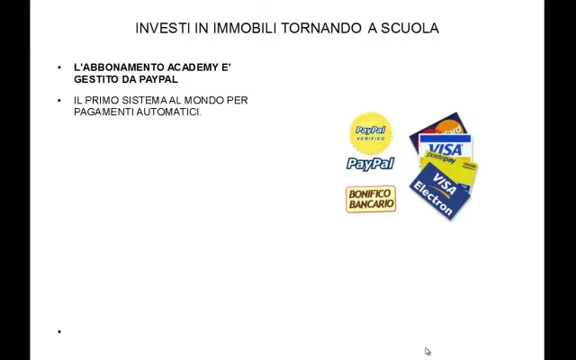 INVESTI IN IMMOBILI TORNANDO A SCUOLA
• L'ABBONAMENTO ACADEMY E'
GESTITO DA PAYPAL
• IL PRIMO SISTEMA AL MONDO PER
PAGAMENTI AUTOMATICI.
PayPal
VERIFIED
PayPal
BONIFICO
BANCARIO
VISA
postepay
VISA
Electron
•